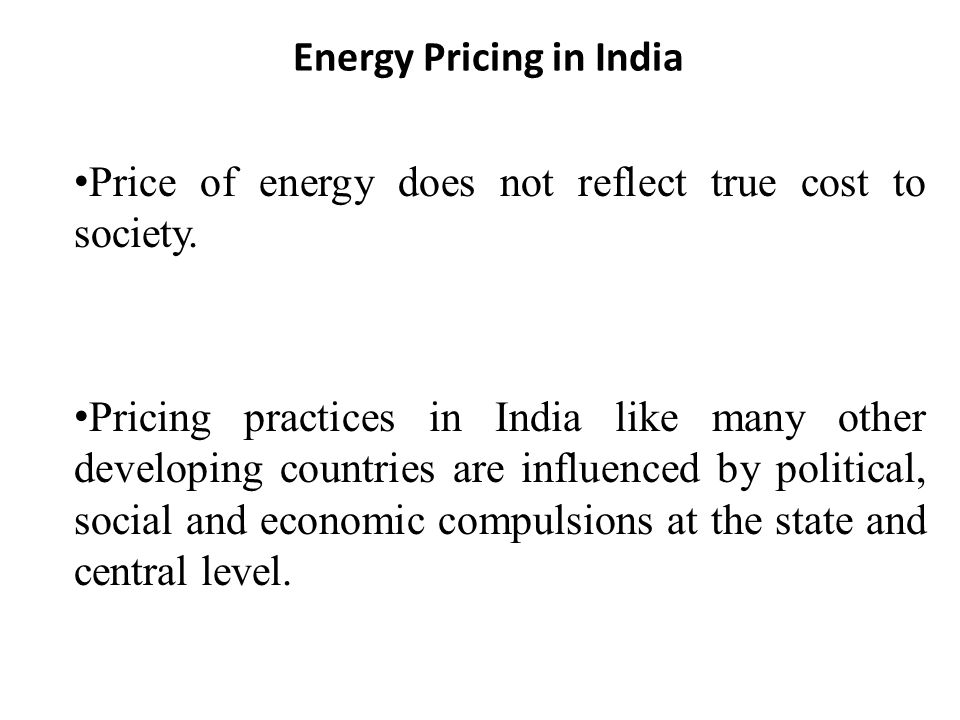 Energy Pricing in India
•Price of energy does not reflect true cost to
society.
•Pricing practices in India like many other
developing countries are influenced by political,
social and economic compulsions at the state and
central level.